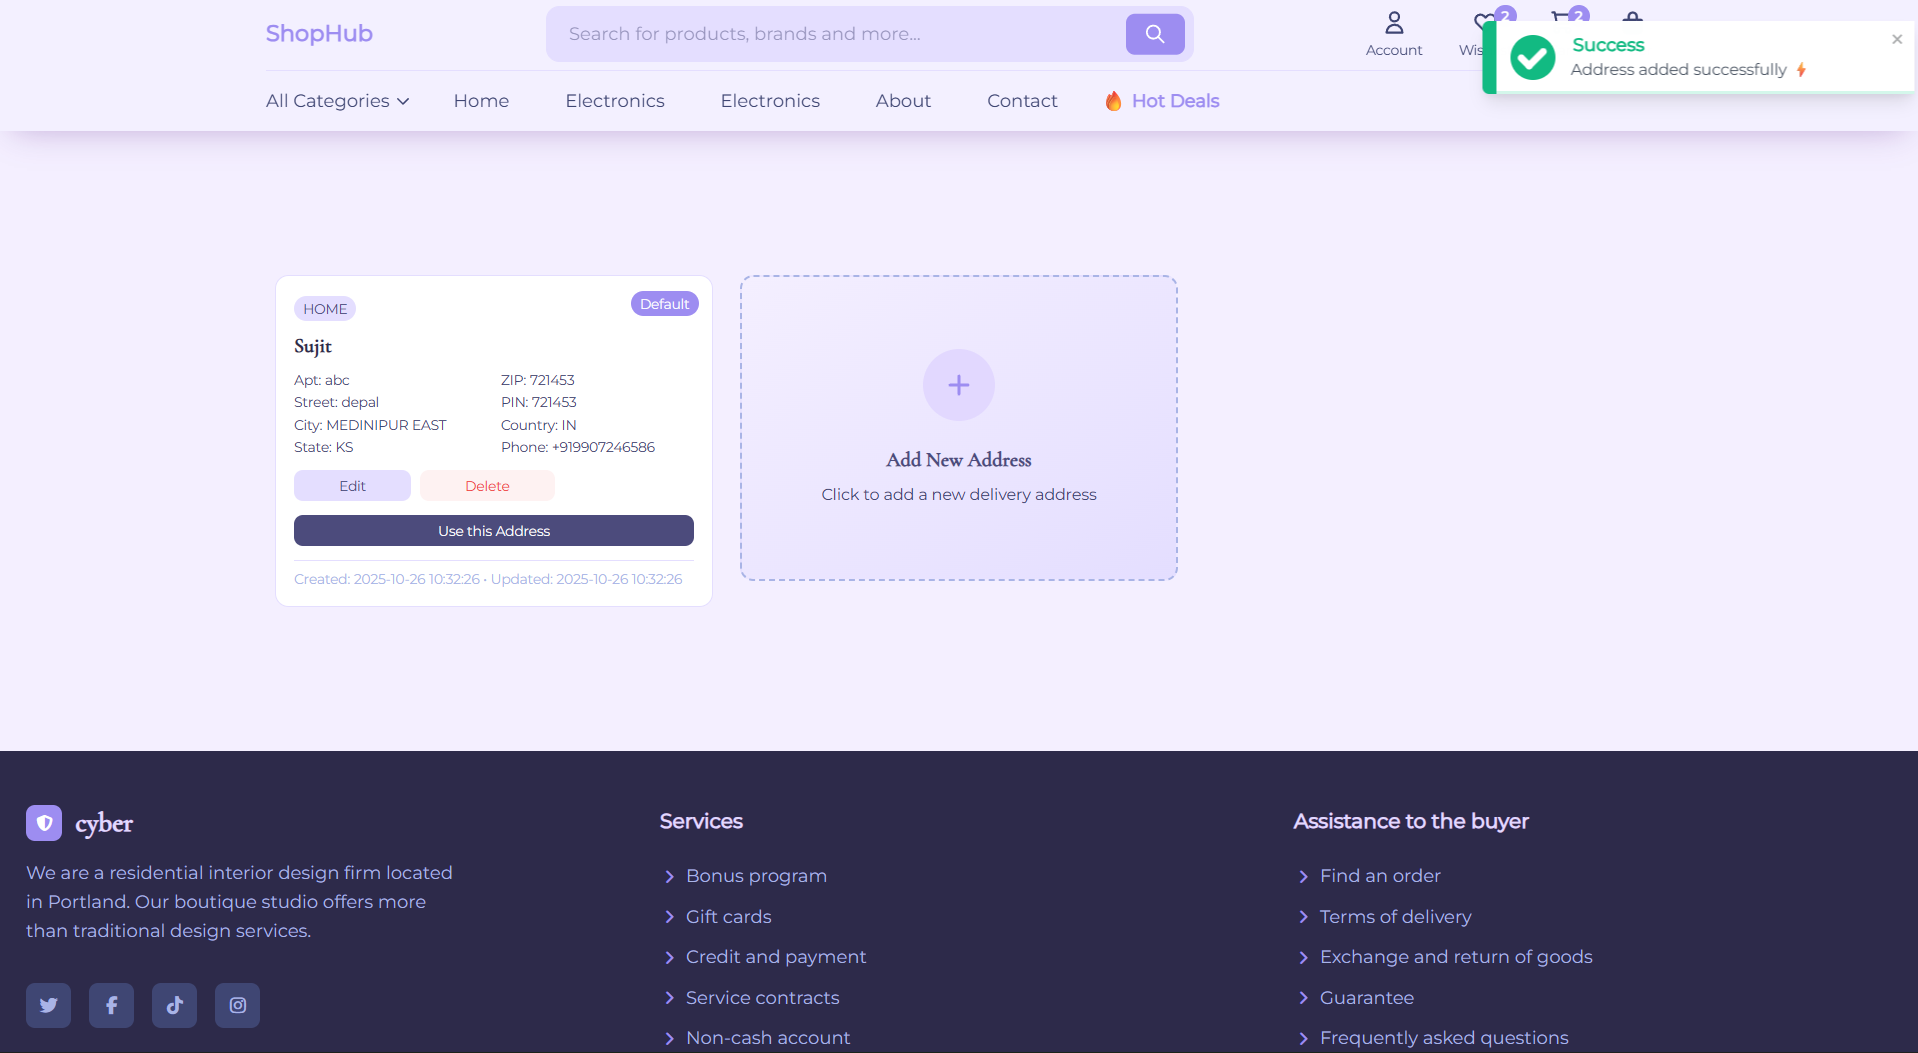 ShopHub
Search for products, brands and more...
Account
2
2
Success
Address added successfully
All Categories
Home
Electronics
Electronics
About
Contact
Hot Deals
HOME
Default
Sujit
Apt: abc
ZIP: 721453
Street: depal
PIN: 721453
City: MEDINIPUR EAST
Country: IN
State: KS
Phone: +919907246586
Edit
Delete
Use this Address
Created: 2025-10-26 10:32:26 • Updated: 2025-10-26 10:32:26
Add New Address
Click to add a new delivery address
cyber
We are a residential interior design firm located
in Portland. Our boutique studio offers more
than traditional design services.
Services
Bonus program
Gift cards
Credit and payment
Service contracts
Non-cash account
Assistance to the buyer
Find an order
Terms of delivery
Exchange and return of goods
Guarantee
Frequently asked questions